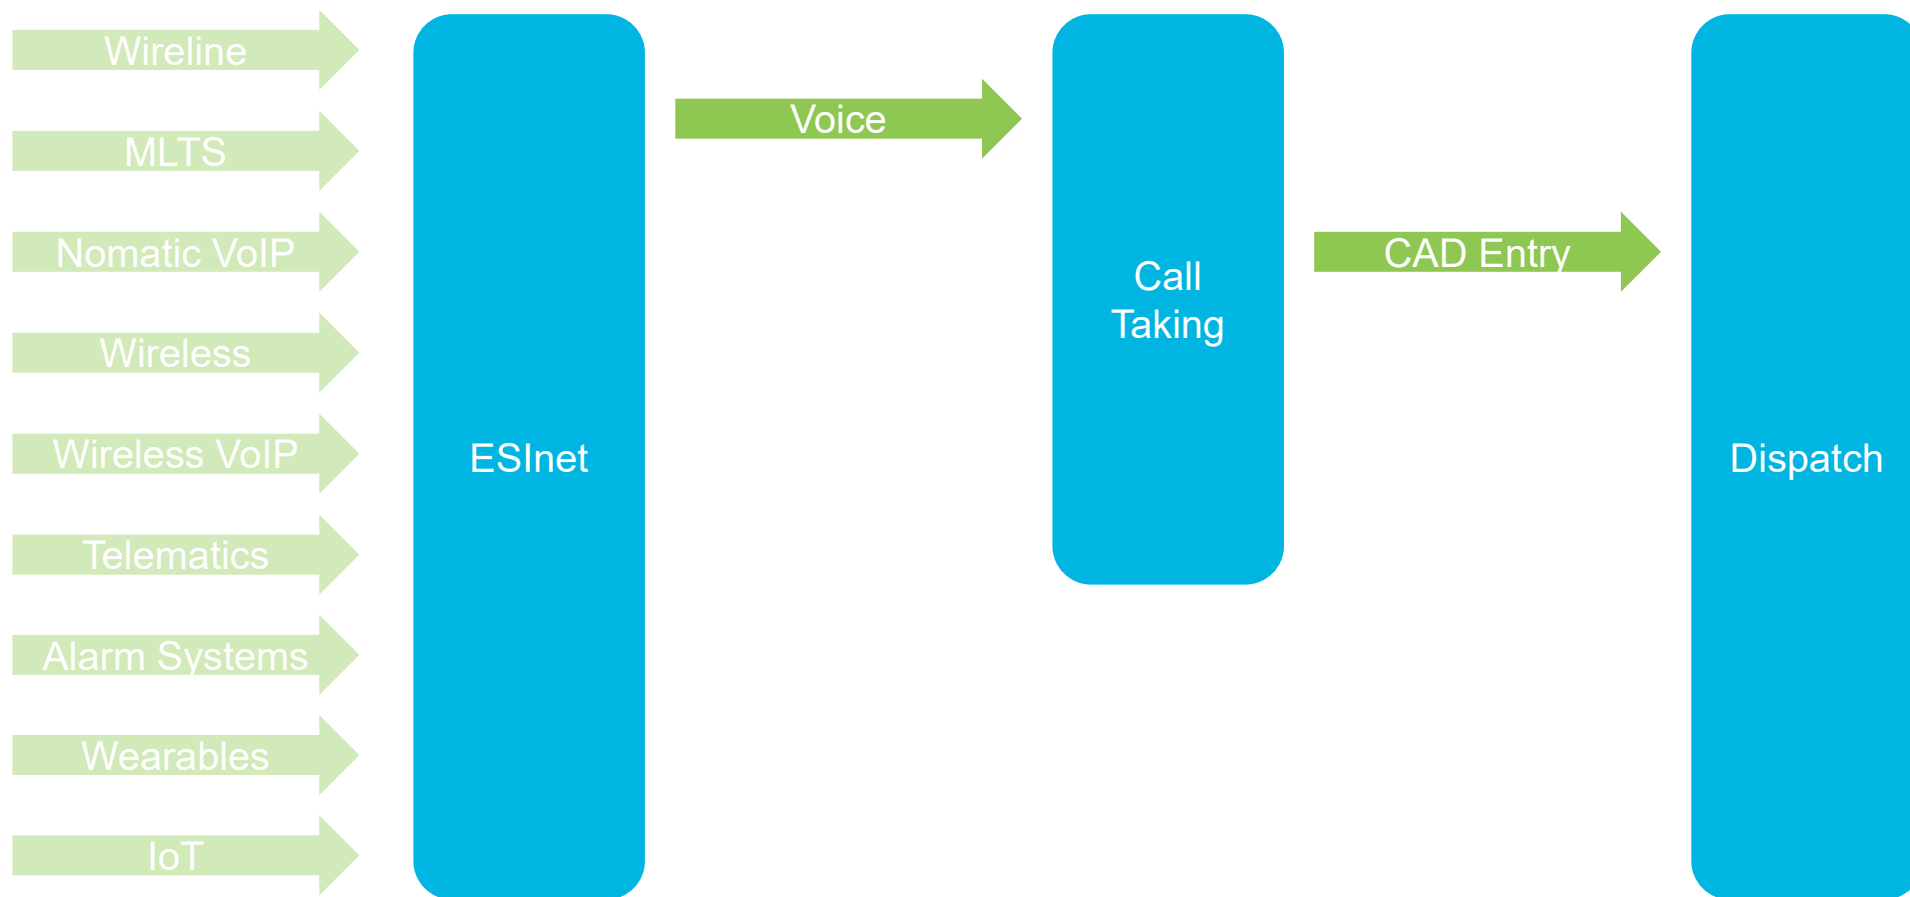 Wireline
MLTS
Nomatic VoIP
Wireless
Wireless VoIP
Telematics
Alarm Systems
Wearables
IoT
ESInet
Voice
Call
Taking
CAD Entry
Dispatch